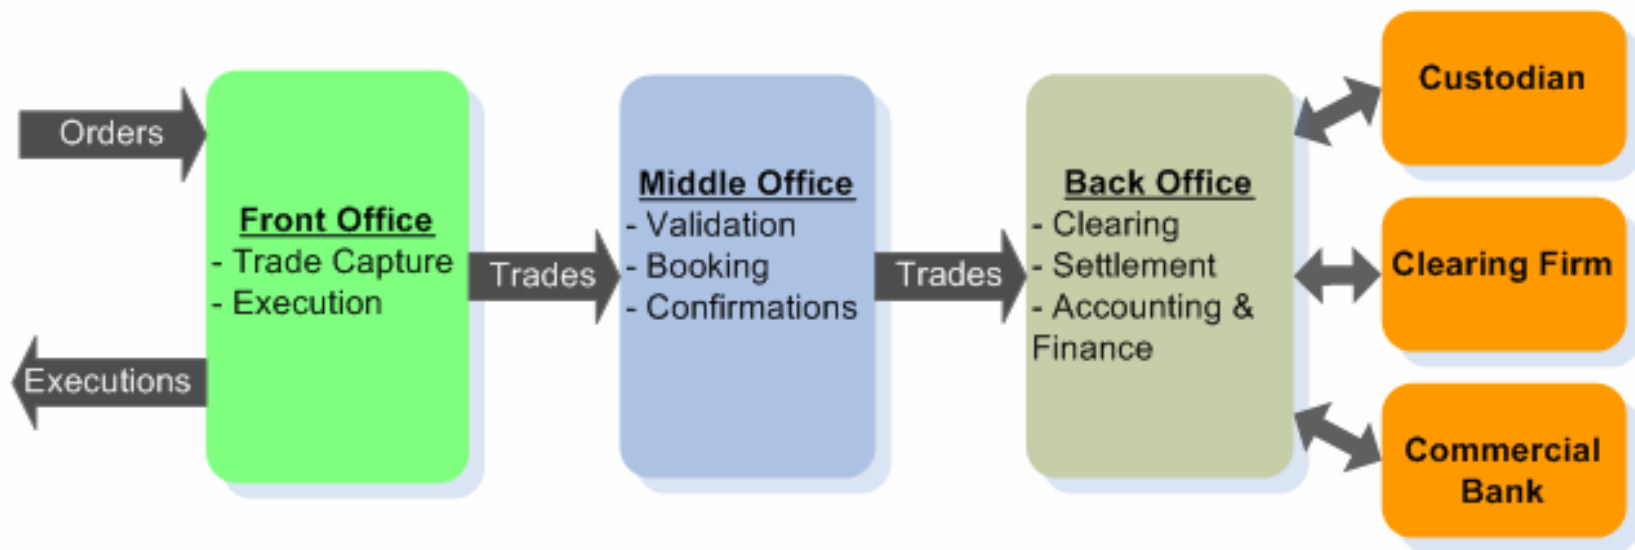 Orders
Executions
Front Office
- Trade Capture
- Execution
Trades
Middle Office
- Validation
- Booking
- Confirmations
Trades
Back Office
- Clearing
- Settlement
- Accounting &
Finance
Custodian
Clearing Firm
Commercial
Bank